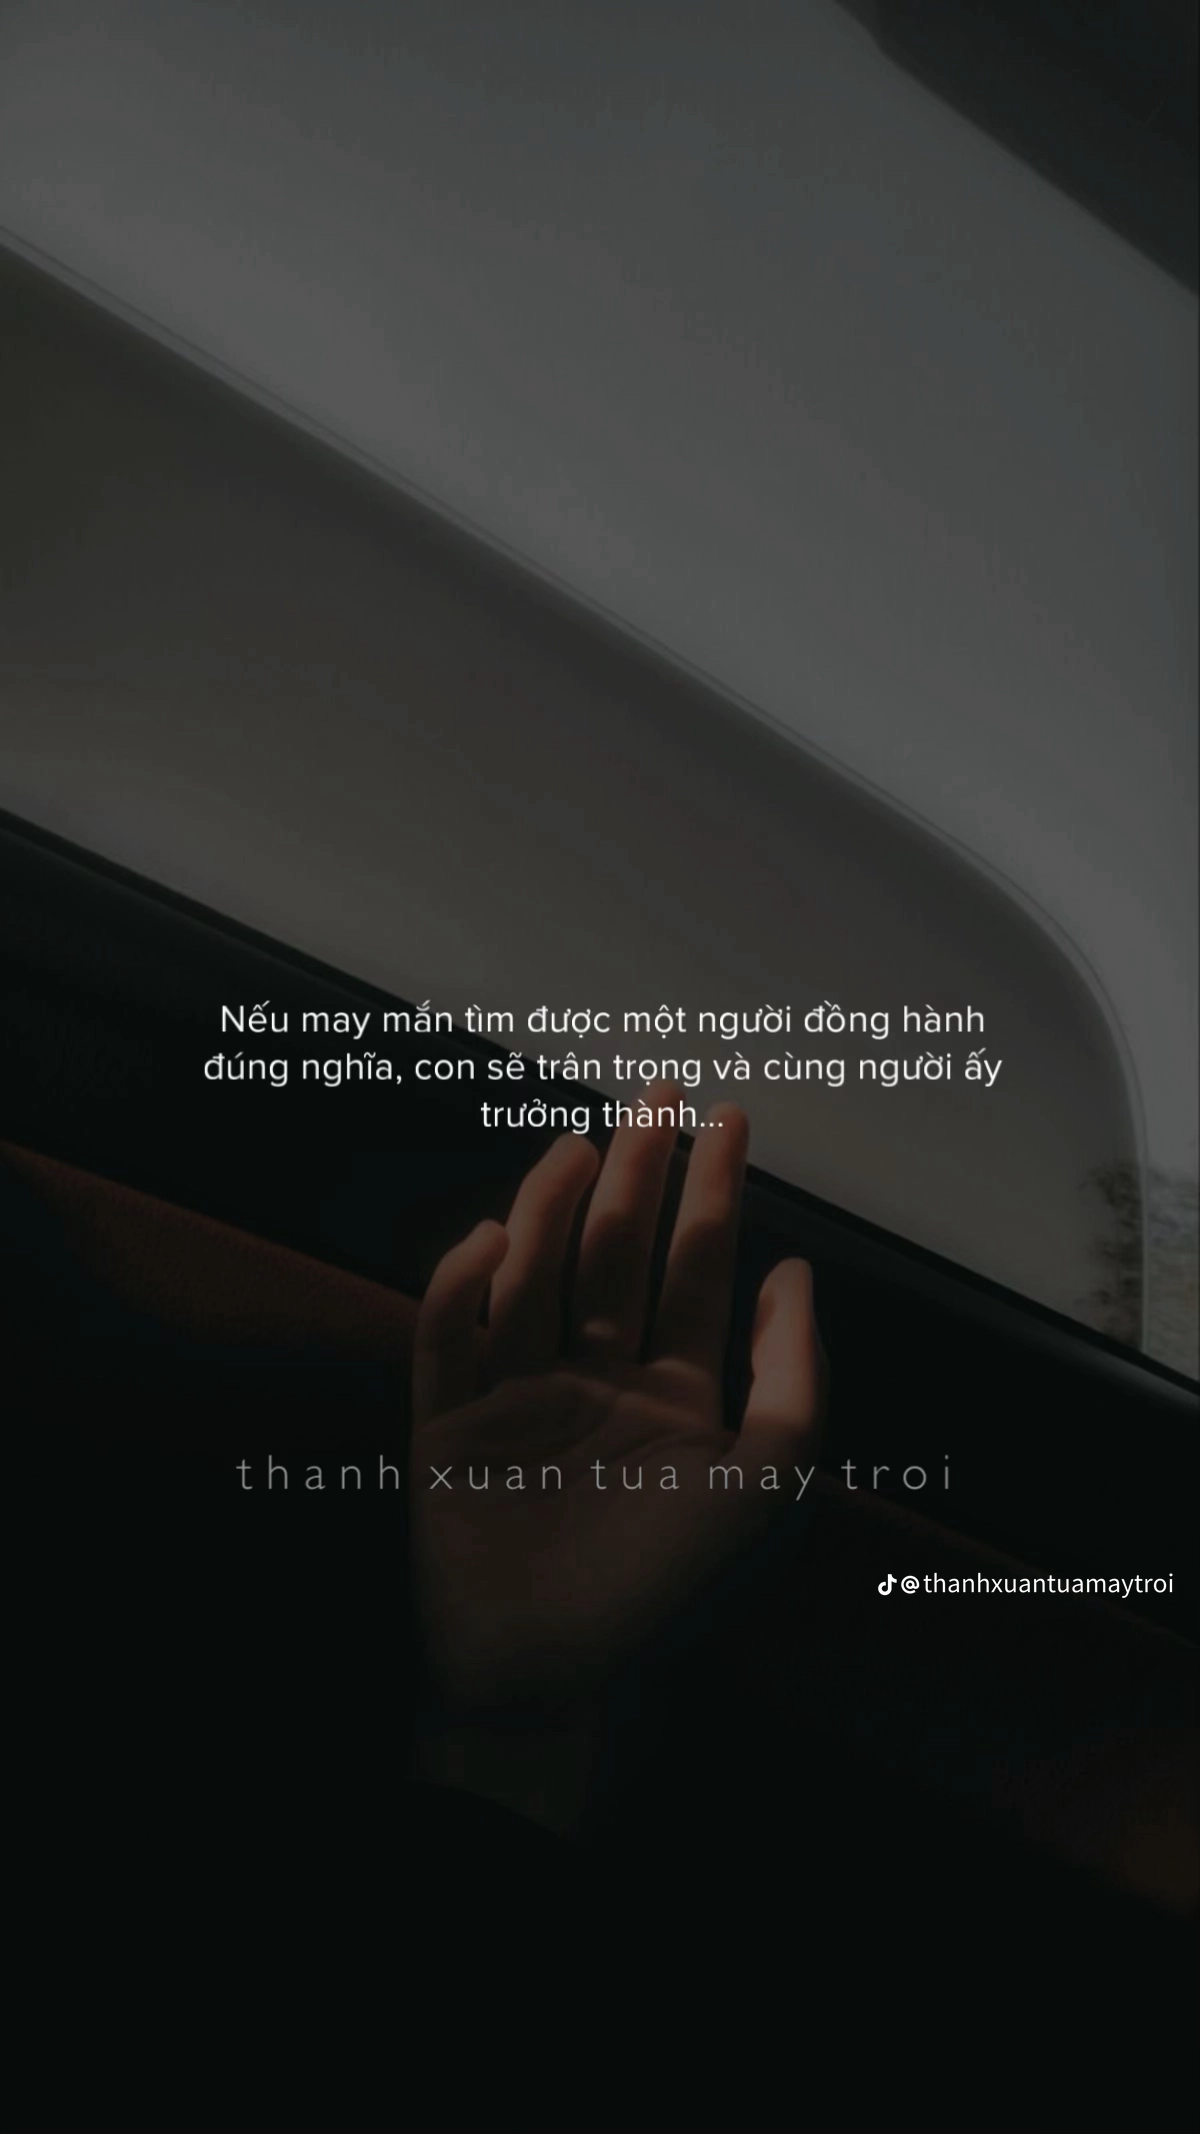 Nếu may mắn tìm được một người đồng hành
đúng nghĩa, con sẽ trân trọng và cùng người ấy
trưởng thành...
thanh xuan tua may troi
@thanhxuantuamaytroi